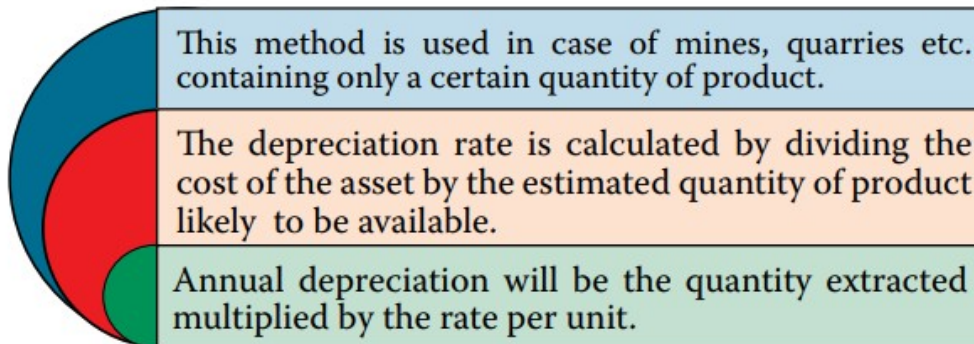 This method is used in case of mines, quarries etc.
containing only a certain quantity of product.
The depreciation rate is calculated by dividing the
cost of the asset by the estimated quantity of product
likely to be available.
Annual depreciation will be the quantity extracted
multiplied by the rate per unit.